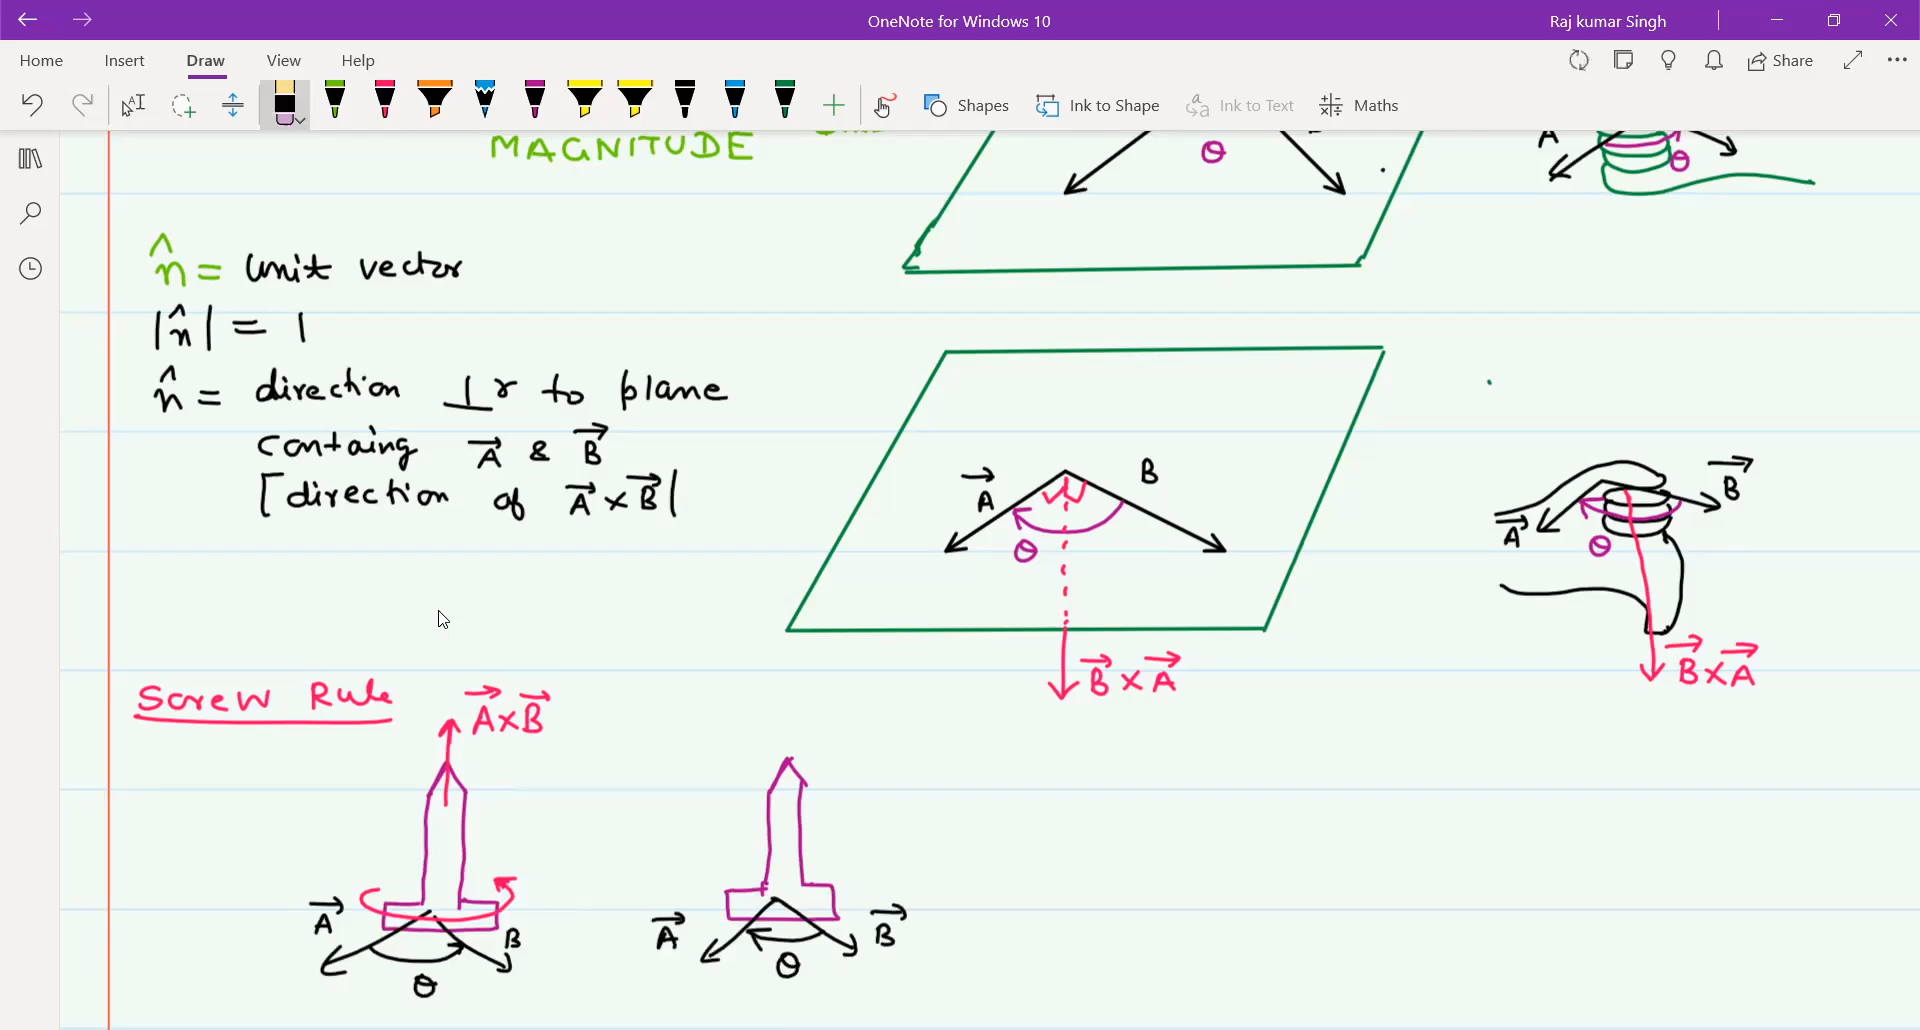 OneNote for Windows 10
Raj kumar Singh
Home Insert Draw View Help
Share
Shapes Ink to Shape Ink to Text Maths
MAGNITUDE
θ
A
θ
n̂ = unit vector
|n̂| = 1
n̂ = direction ⊥r to plane
containg A⃗ & B⃗
[direction of A⃗ × B⃗]
A⃗ B
θ
B⃗ × A⃗
B⃗
A⃗
θ
B⃗ × A⃗
Screw Rule
A⃗ × B⃗
A⃗ B
θ
A⃗ B⃗
θ